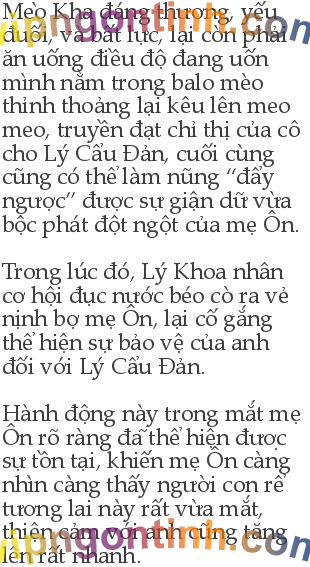 Mèo Kha đáng thương, yếu
đuối, và bất lực, lại còn phải
ăn uống điều độ đang uốn
mình nằm trong balo mèo
thỉnh thoảng lại kêu lên meo
meo, truyền đạt chỉ thị của cô
cho Lý Cẩu Đản, cuối cùng
cũng có thể làm nũng “đẩy
ngược” được sự giận dữ vừa
bộc phát đột ngột của mẹ Ôn.
Trong lúc đó, Lý Khoa nhân
cơ hội đục nước béo cò ra vẻ
nịnh bợ mẹ Ôn, lại cố gắng
thể hiện sự bảo vệ của anh
đối với Lý Cẩu Đản.
Hành động này trong mắt mẹ
Ôn rõ ràng đã thể hiện được
sự tồn tại, khiến mẹ Ôn càng
nhìn càng thấy người con rể
tương lai này rất vừa mắt,
thiện cảm với anh cũng tăng
lên rất nhanh.